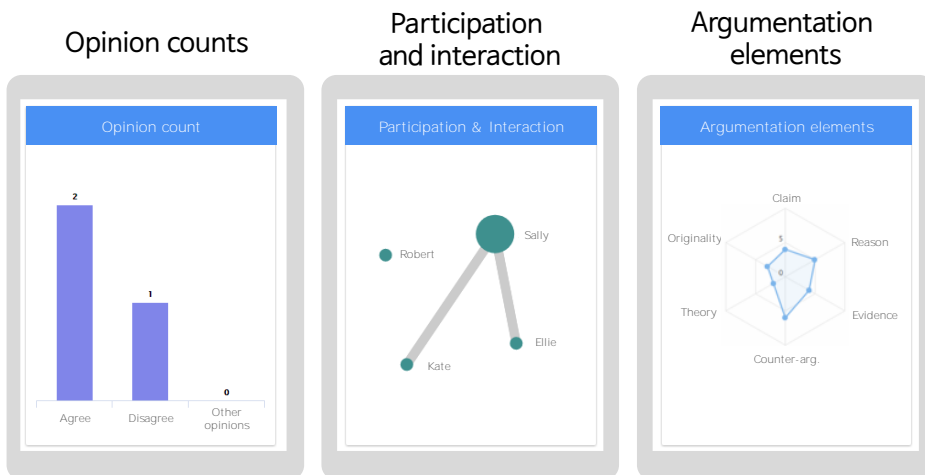 Opinion counts
Participation
and interaction
Argumentation
elements
Opinion count
2
1
0
Agree
Disagree
Other
opinions
Participation & Interaction
Sally
Robert
Ellie
Kate
Argumentation elements
Claim
Originality
5
Reason
0
Theory
Evidence
Counter-arg.